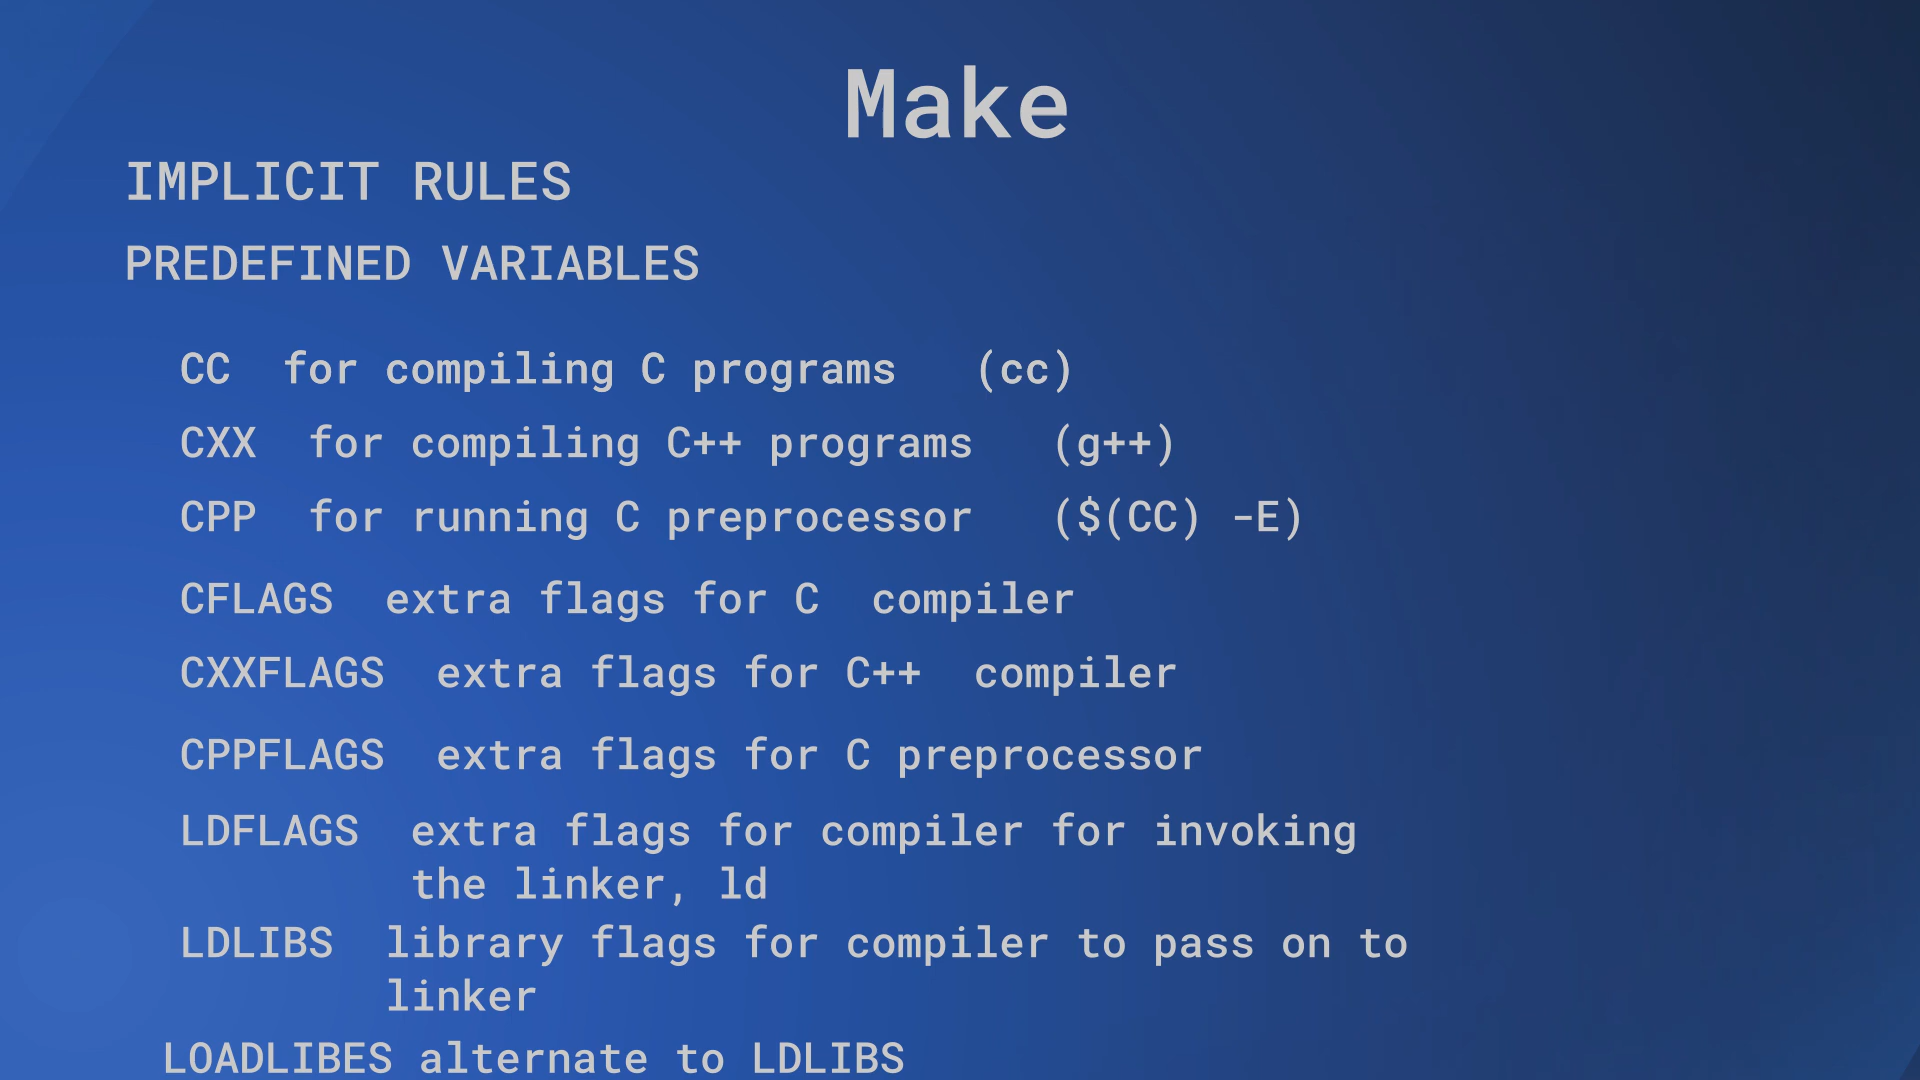 Make
IMPLICIT RULES
PREDEFINED VARIABLES
CC for compiling C programs (cc)
CXX for compiling C++ programs (g++)
CPP for running C preprocessor ($(CC) -E)
CFLAGS extra flags for C compiler
CXXFLAGS extra flags for C++ compiler
CPPFLAGS extra flags for C preprocessor
LDFLAGS extra flags for compiler for invoking
the linker, ld
LDLIBS library flags for compiler to pass on to
linker
LOADLIBES alternate to LDLIBS